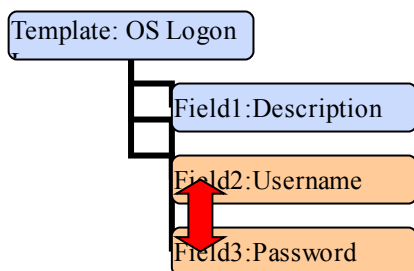 Template: OS Logon
Field1:Description
Field2:Username
Field3:Password